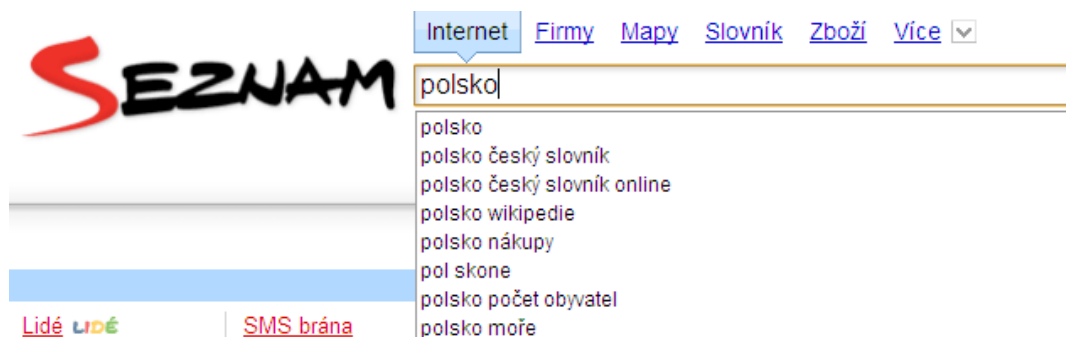 SEZNAM
Internet Firmy Mapy Slovník Zboží Více
polsko
polsko
polsko český slovník
polsko český slovník online
polsko wikipedie
polsko nákupy
pol skone
polsko počet obyvatel
polsko moře
Lidé LIDÉ SMS brána